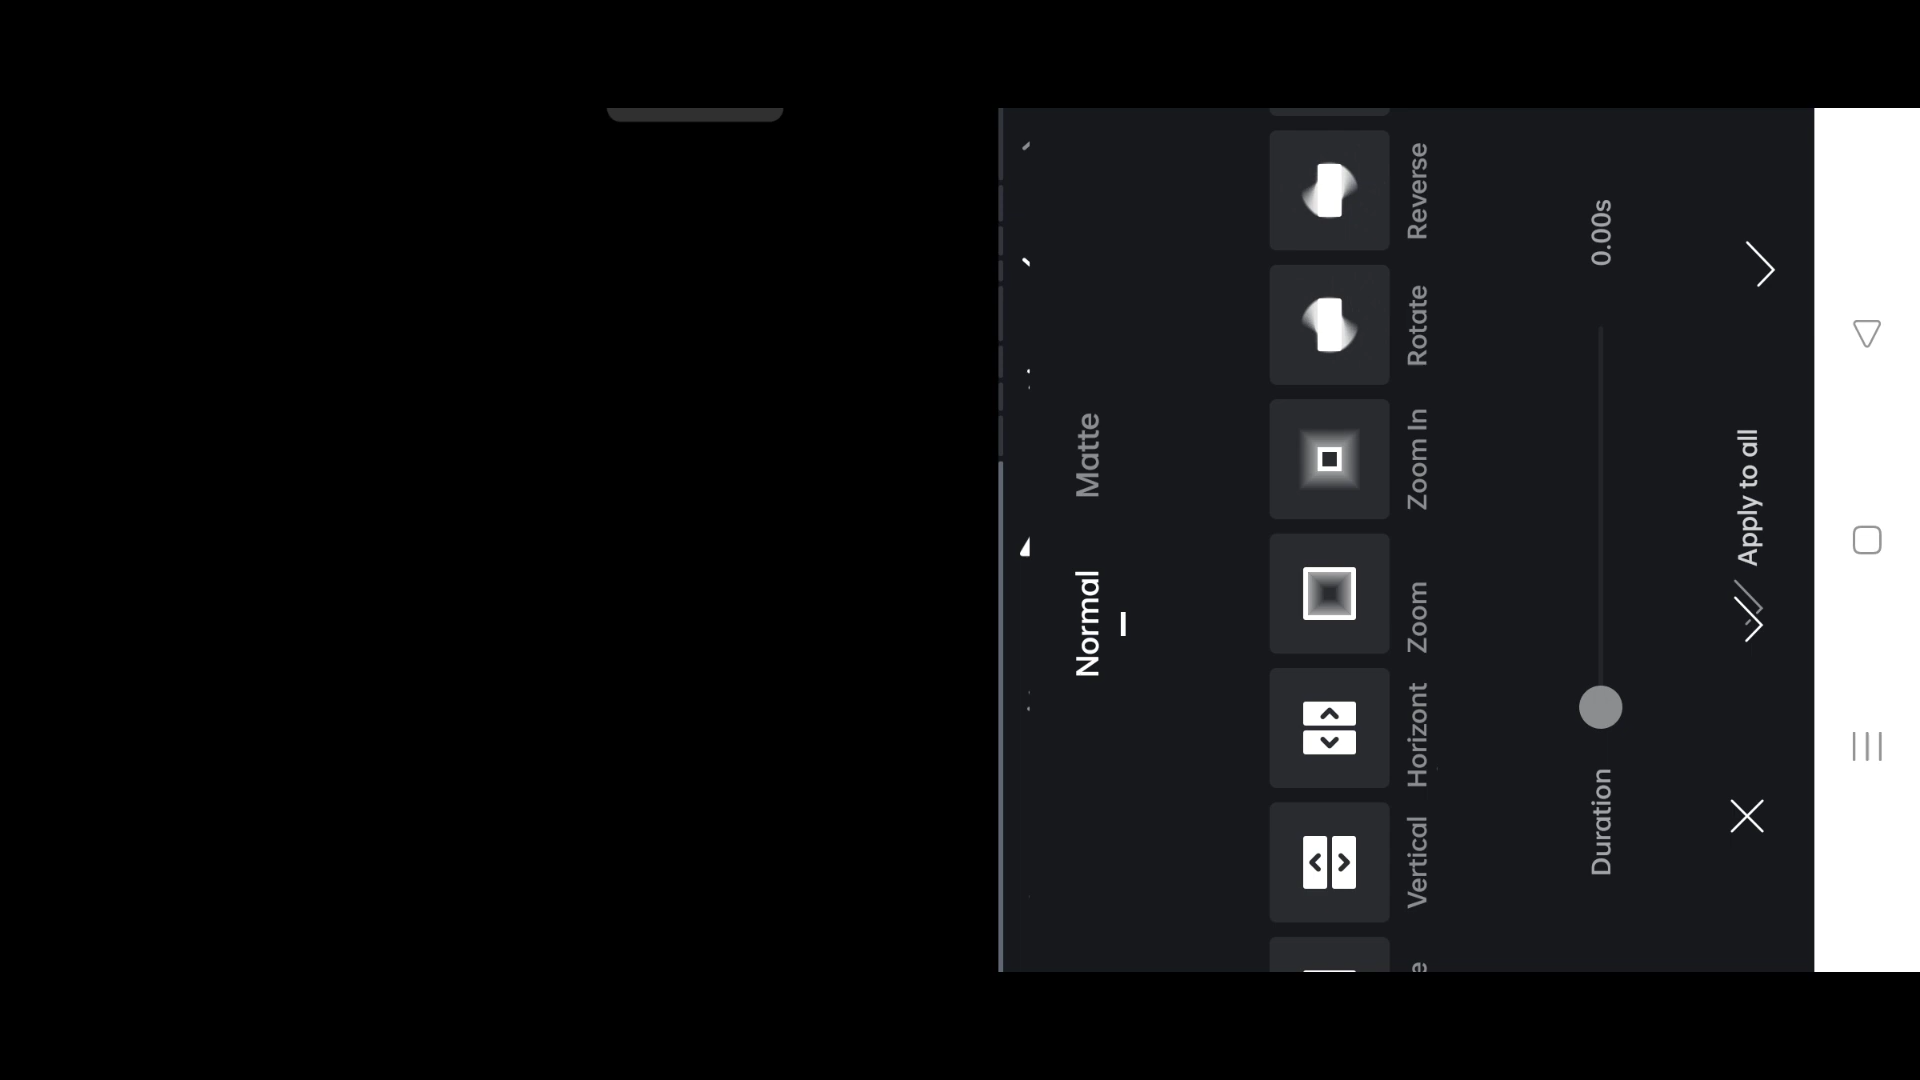 Normal Matte
e Vertical Horizont Zoom Zoom In Rotate Reverse
Duration 0.00s
Apply to all